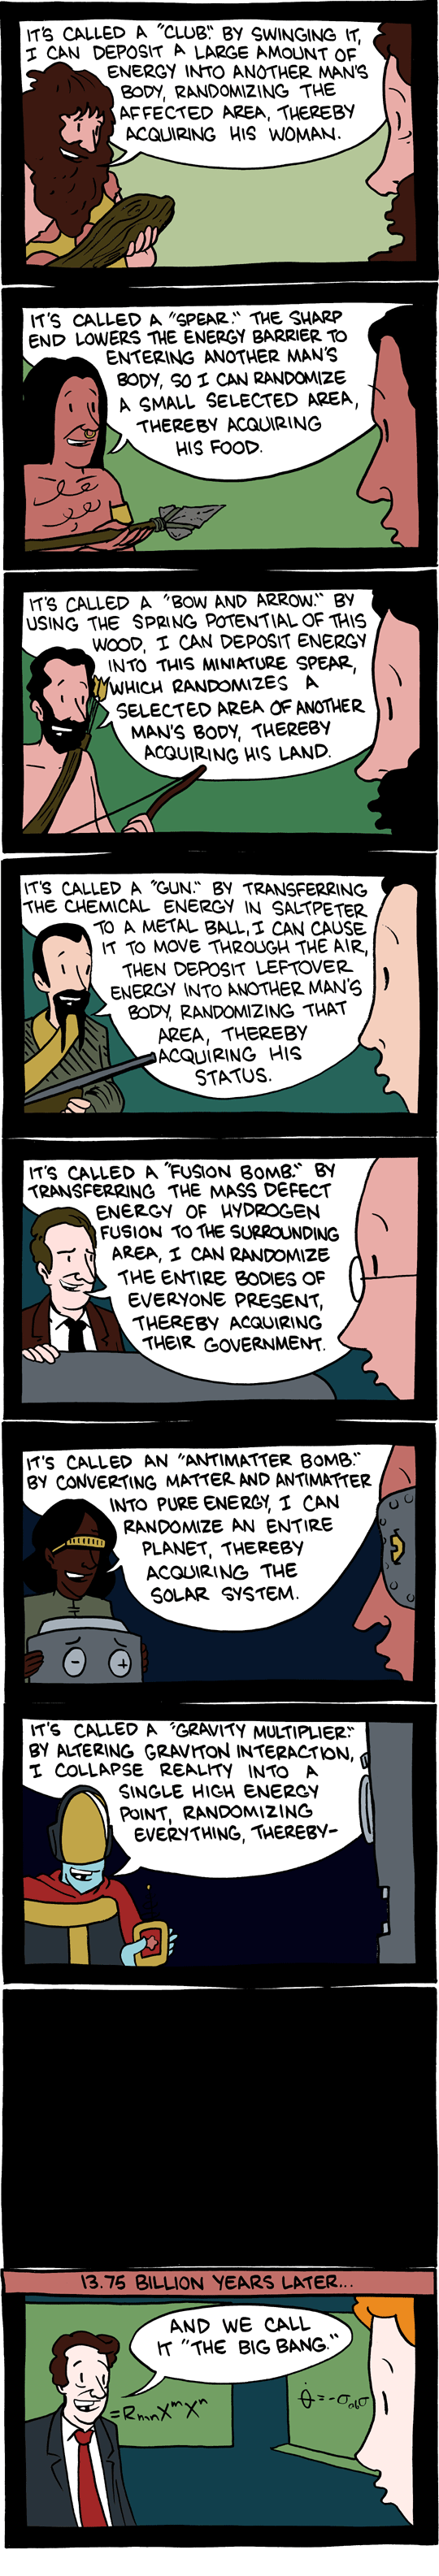 IT'S CALLED A "CLUB." BY SWINGING IT,
I CAN DEPOSIT A LARGE AMOUNT OF
ENERGY INTO ANOTHER MAN'S
BODY, RANDOMIZING THE
AFFECTED AREA, THEREBY
ACQUIRING HIS WOMAN.
IT'S CALLED A "SPEAR." THE SHARP
END LOWERS THE ENERGY BARRIER TO
ENTERING ANOTHER MAN'S
BODY, SO I CAN RANDOMIZE
A SMALL SELECTED AREA,
THEREBY ACQUIRING
HIS FOOD.
IT'S CALLED A "BOW AND ARROW." BY
USING THE SPRING POTENTIAL OF THIS
WOOD, I CAN DEPOSIT ENERGY
INTO THIS MINIATURE SPEAR,
WHICH RANDOMIZES A
SELECTED AREA OF ANOTHER
MAN'S BODY, THEREBY
ACQUIRING HIS LAND.
IT'S CALLED A "GUN." BY TRANSFERRING
THE CHEMICAL ENERGY IN SALTPETER
TO A METAL BALL, I CAN CAUSE
IT TO MOVE THROUGH THE AIR,
THEN DEPOSIT LEFTOVER
ENERGY INTO ANOTHER MAN'S
BODY, RANDOMIZING THAT
AREA, THEREBY
ACQUIRING HIS
STATUS.
IT'S CALLED A "FUSION BOMB." BY
TRANSFERRING THE MASS DEFECT
ENERGY OF HYDROGEN
FUSION TO THE SURROUNDING
AREA, I CAN RANDOMIZE
THE ENTIRE BODIES OF
EVERYONE PRESENT,
THEREBY ACQUIRING
THEIR GOVERNMENT.
IT'S CALLED AN "ANTIMATTER BOMB."
BY CONVERTING MATTER AND ANTIMATTER
INTO PURE ENERGY, I CAN
RANDOMIZE AN ENTIRE
PLANET, THEREBY
ACQUIRING THE
SOLAR SYSTEM.
- +
IT'S CALLED A "GRAVITY MULTIPLIER."
BY ALTERING GRAVITON INTERACTION,
I COLLAPSE REALITY INTO A
SINGLE HIGH ENERGY
POINT, RANDOMIZING
EVERYTHING, THEREBY-
13.75 BILLION YEARS LATER...
AND WE CALL
IT "THE BIG BANG."
=RmnXᵐXⁿ
θ̇=-σabσ